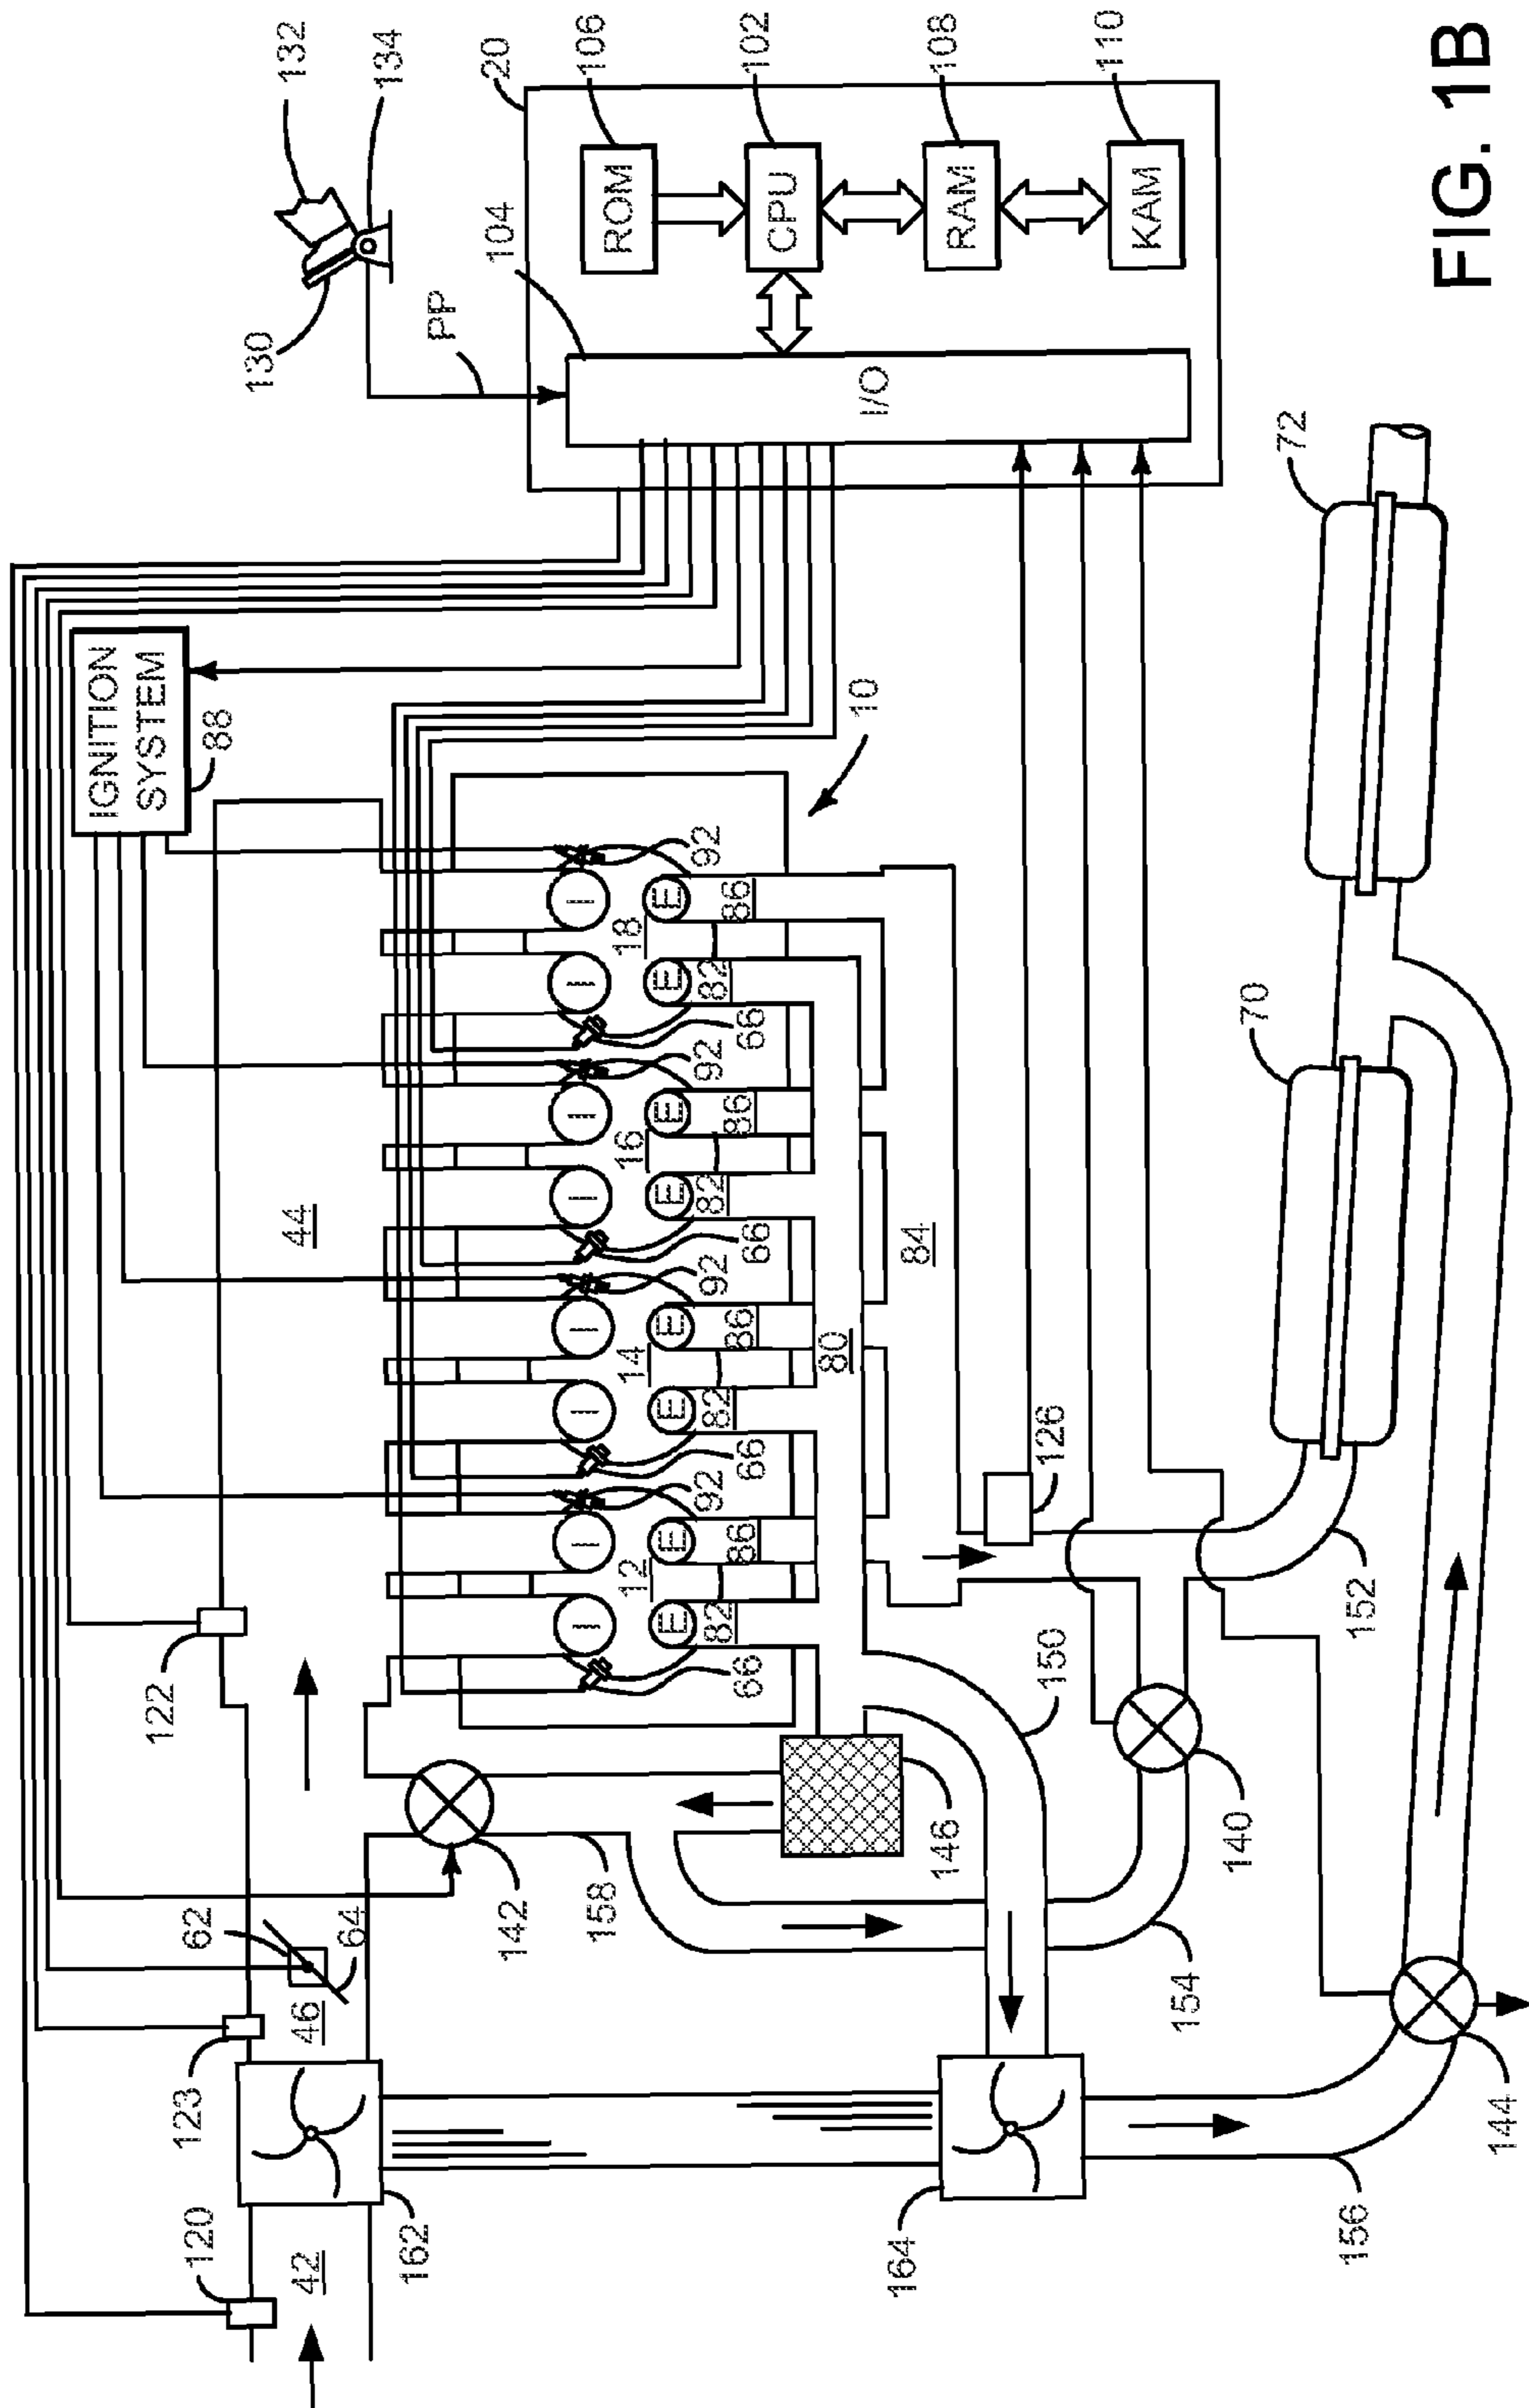 IGNITION
SYSTEM
132
120
123
62
122
88
130
134
42
46
64
44
PP
20
162
142
104
106
158
I I I I I I I I
ROM
12 14 16 18
E E E E E E E E
82 86 82 86 82 86 82 86
66 92 66 92 66 92 66 92
102
CPU
80
10
I/O
164
84
108
RAM
146
126
150
110
KAM
154
140
70
72
156
152
144
FIG. 1B